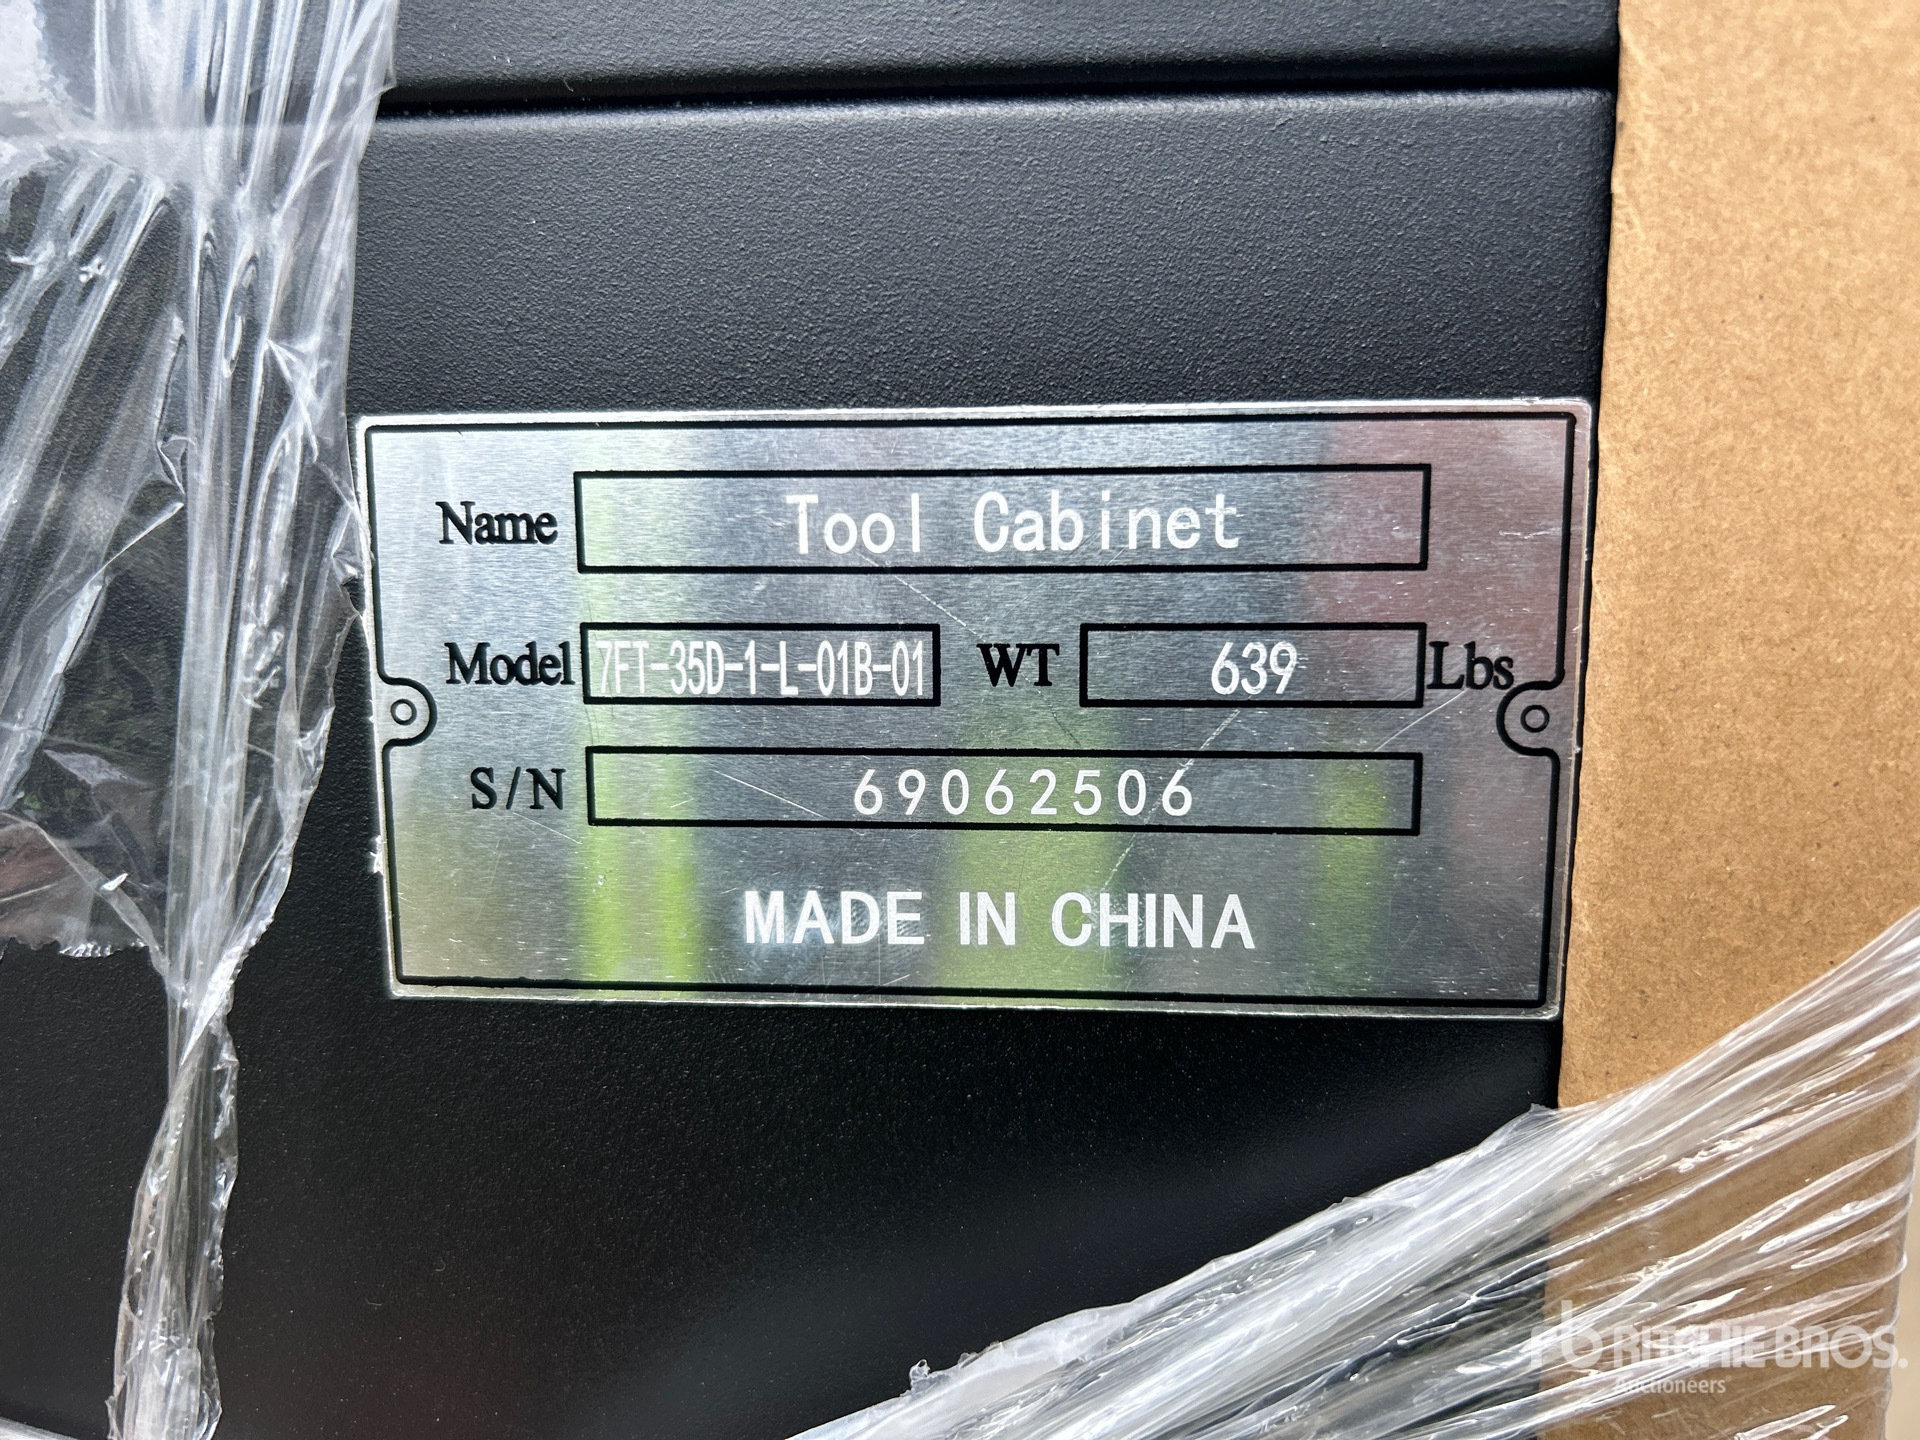 Name Tool Cabinet
Model 7FT-35D-1-L-01B-01 WT 639 Lbs
S/N 69062506
MADE IN CHINA
rb RITCHIE BROS.
Auctioneers